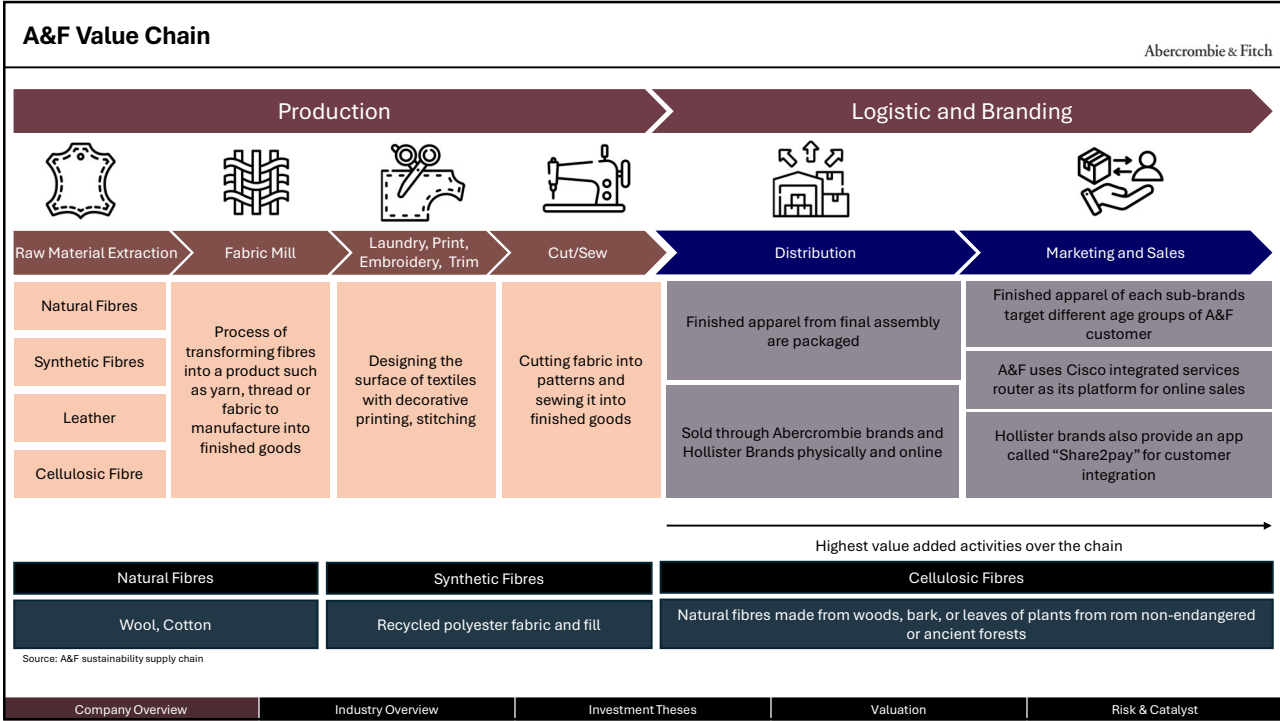 A&F Value Chain
Abercrombie & Fitch
Production
Logistic and Branding
Raw Material Extraction
Fabric Mill
Laundry, Print,
Embroidery, Trim
Cut/Sew
Distribution
Marketing and Sales
Natural Fibres
Synthetic Fibres
Leather
Cellulosic Fibre
Process of
transforming fibres
into a product such
as yarn, thread or
fabric to
manufacture into
finished goods
Designing the
surface of textiles
with decorative
printing, stitching
Cutting fabric into
patterns and
sewing it into
finished goods
Finished apparel from final assembly
are packaged
Sold through Abercrombie brands and
Hollister Brands physically and online
Finished apparel of each sub-brands
target different age groups of A&F
customer
A&F uses Cisco integrated services
router as its platform for online sales
Hollister brands also provide an app
called “Share2pay” for customer
integration
Highest value added activities over the chain
Natural Fibres
Synthetic Fibres
Cellulosic Fibres
Wool, Cotton
Recycled polyester fabric and fill
Natural fibres made from woods, bark, or leaves of plants from rom non-endangered
or ancient forests
Source: A&F sustainability supply chain
Company Overview
Industry Overview
Investment Theses
Valuation
Risk & Catalyst